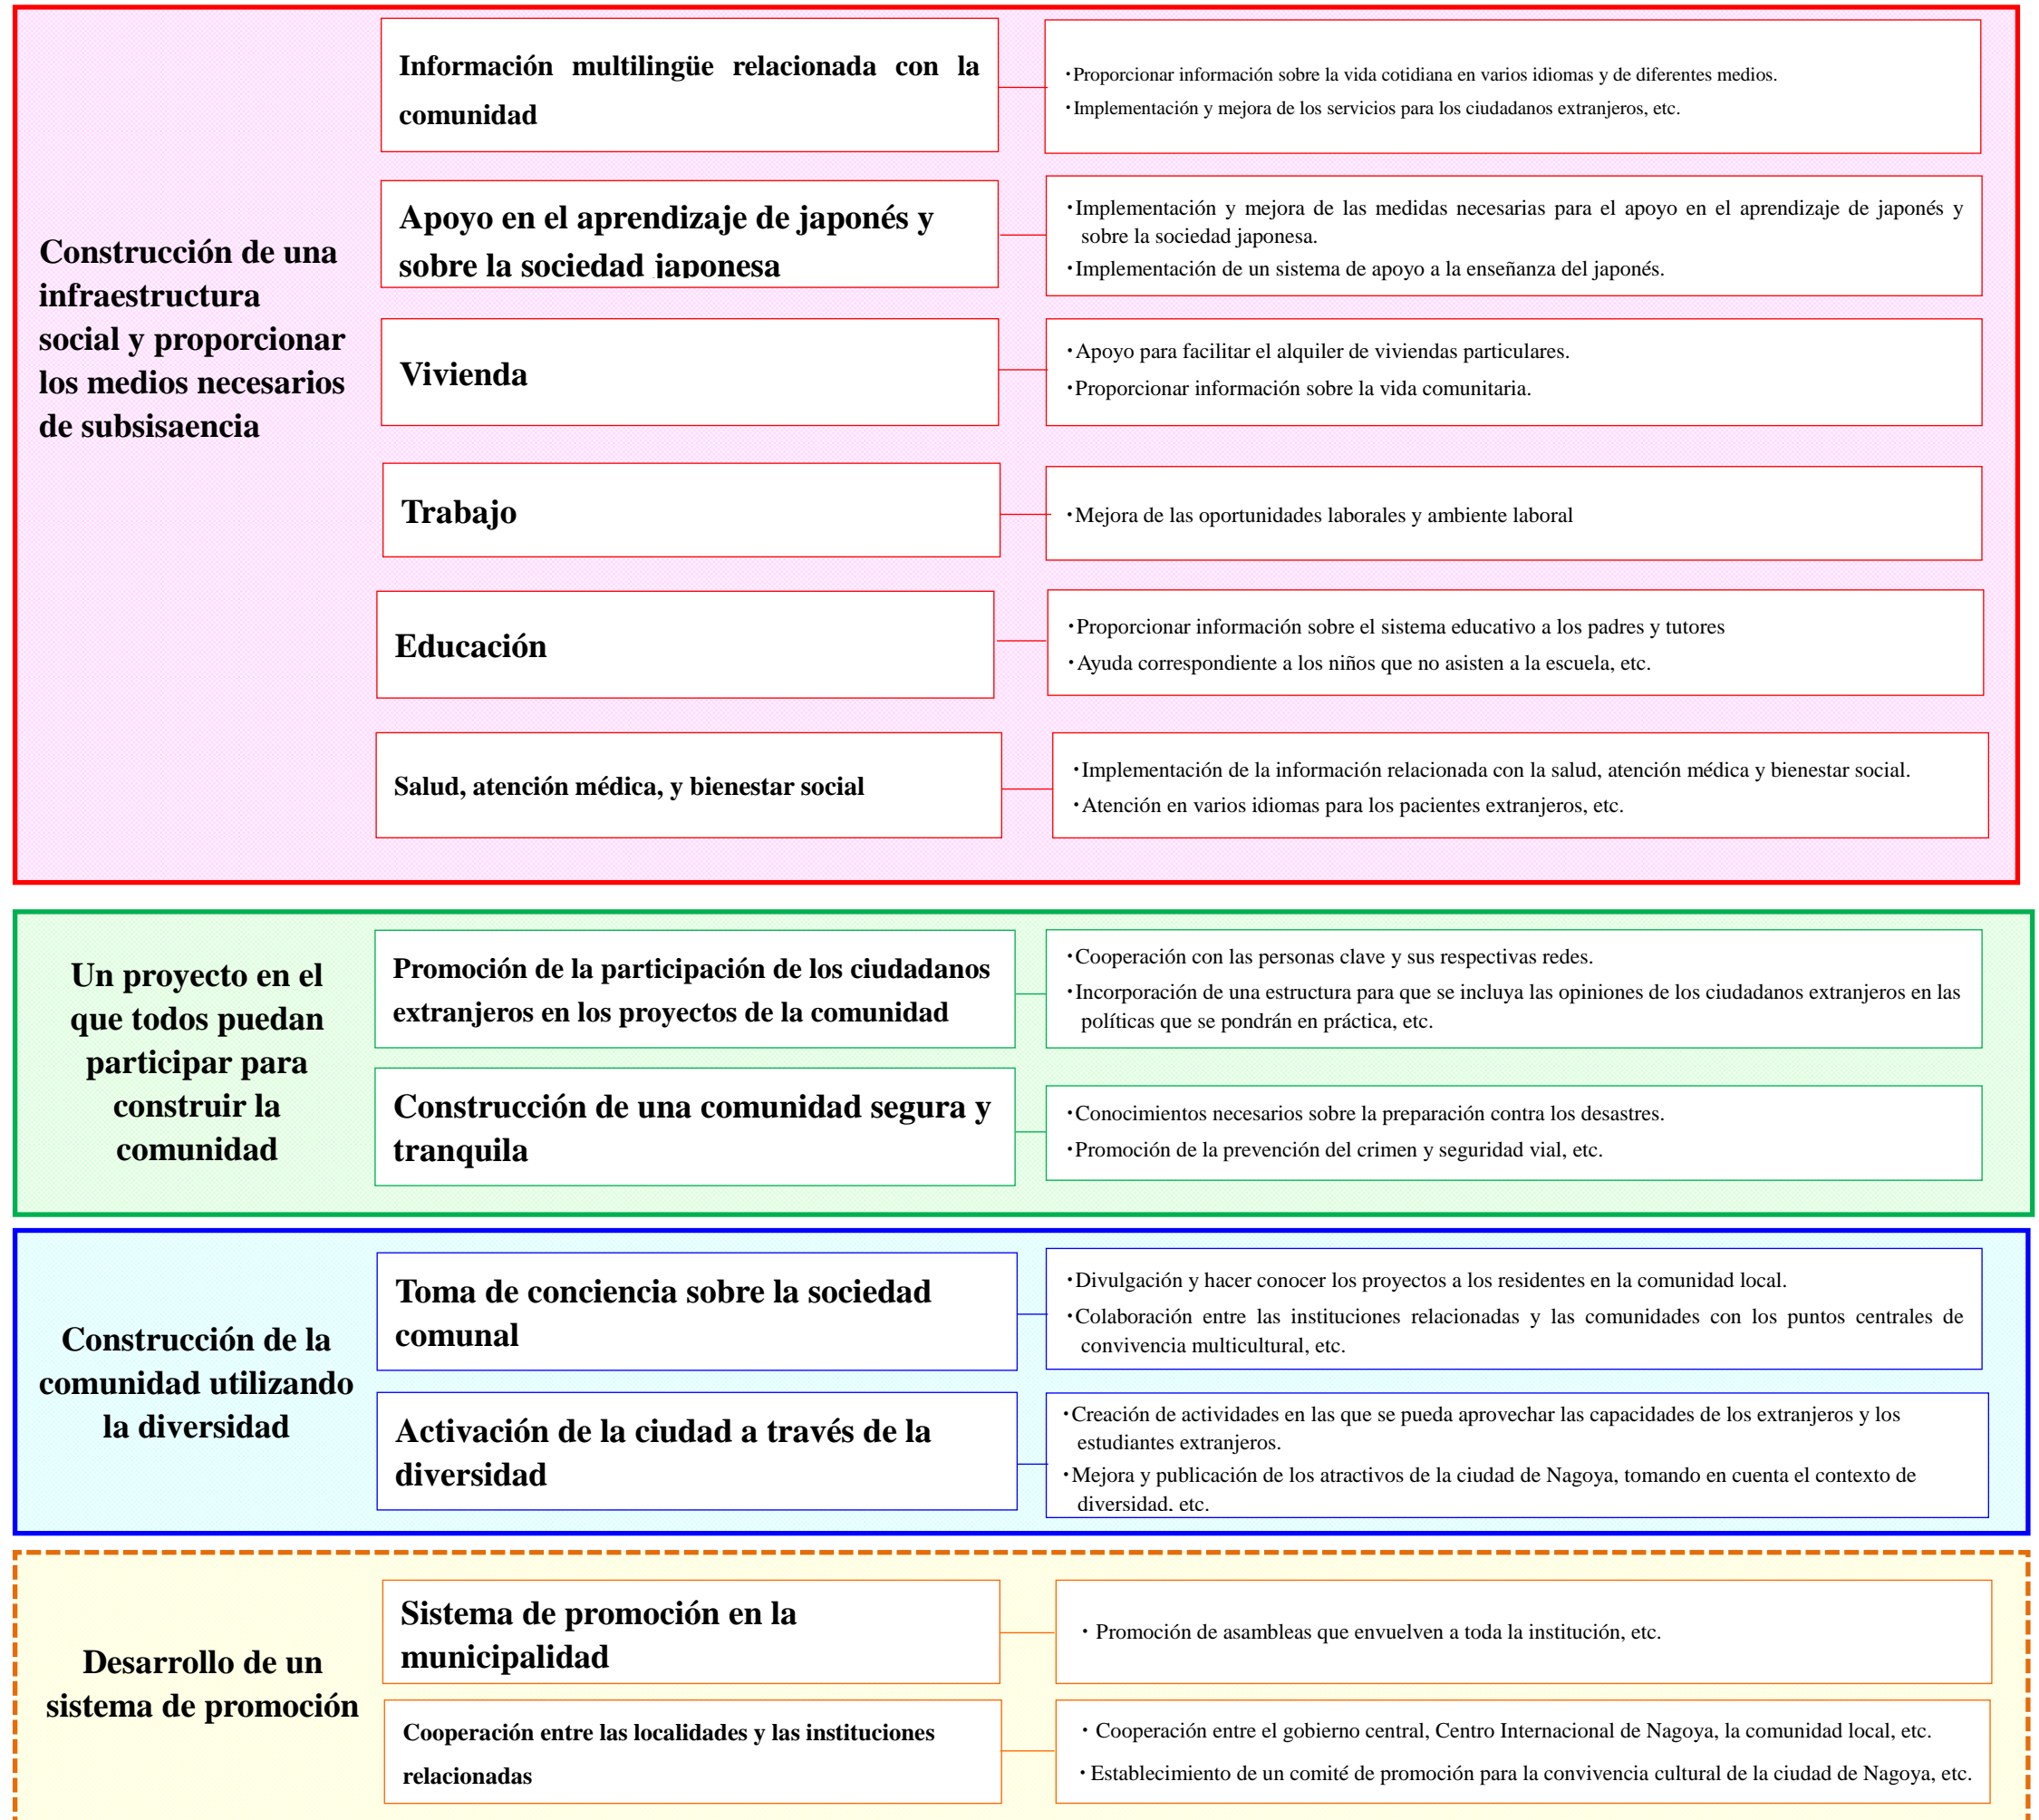 Construcción de una
infraestructura
social y proporcionar
los medios necesarios
de subsisaencia
Información multilingüe relacionada con la
comunidad
・Proporcionar información sobre la vida cotidiana en varios idiomas y de diferentes medios.
・Implementación y mejora de los servicios para los ciudadanos extranjeros, etc.
Apoyo en el aprendizaje de japonés y
sobre la sociedad japonesa
・Implementación y mejora de las medidas necesarias para el apoyo en el aprendizaje de japonés y
sobre la sociedad japonesa.
・Implementación de un sistema de apoyo a la enseñanza del japonés.
Vivienda
・Apoyo para facilitar el alquiler de viviendas particulares.
・Proporcionar información sobre la vida comunitaria.
Trabajo
・Mejora de las oportunidades laborales y ambiente laboral
Educación
・Proporcionar información sobre el sistema educativo a los padres y tutores
・Ayuda correspondiente a los niños que no asisten a la escuela, etc.
Salud, atención médica, y bienestar social
・Implementación de la información relacionada con la salud, atención médica y bienestar social.
・Atención en varios idiomas para los pacientes extranjeros, etc.
Un proyecto en el
que todos puedan
participar para
construir la
comunidad
Promoción de la participación de los ciudadanos
extranjeros en los proyectos de la comunidad
・Cooperación con las personas clave y sus respectivas redes.
・Incorporación de una estructura para que se incluya las opiniones de los ciudadanos extranjeros en las
políticas que se pondrán en práctica, etc.
Construcción de una comunidad segura y
tranquila
・Conocimientos necesarios sobre la preparación contra los desastres.
・Promoción de la prevención del crimen y seguridad vial, etc.
Construcción de la
comunidad utilizando
la diversidad
Toma de conciencia sobre la sociedad
comunal
・Divulgación y hacer conocer los proyectos a los residentes en la comunidad local.
・Colaboración entre las instituciones relacionadas y las comunidades con los puntos centrales de
convivencia multicultural, etc.
Activación de la ciudad a través de la
diversidad
・Creación de actividades en las que se pueda aprovechar las capacidades de los extranjeros y los
estudiantes extranjeros.
・Mejora y publicación de los atractivos de la ciudad de Nagoya, tomando en cuenta el contexto de
diversidad, etc.
Desarrollo de un
sistema de promoción
Sistema de promoción en la
municipalidad
・Promoción de asambleas que envuelven a toda la institución, etc.
Cooperación entre las localidades y las instituciones
relacionadas
・Cooperación entre el gobierno central, Centro Internacional de Nagoya, la comunidad local, etc.
・Establecimiento de un comité de promoción para la convivencia cultural de la ciudad de Nagoya, etc.